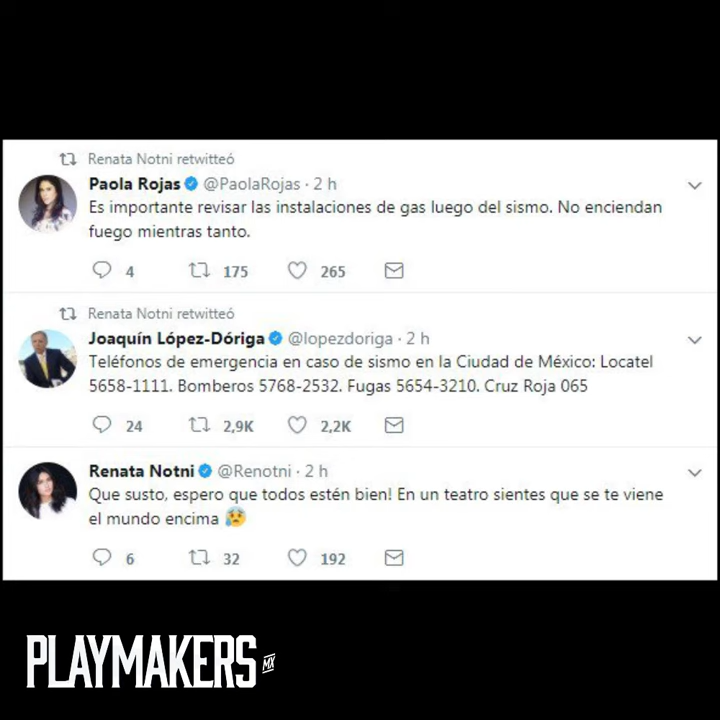 Renata Notni retwitteó
Paola Rojas @PaolaRojas · 2 h
Es importante revisar las instalaciones de gas luego del sismo. No enciendan
fuego mientras tanto.
4 175 265
Renata Notni retwitteó
Joaquín López-Dóriga @lopezdoriga · 2 h
Teléfonos de emergencia en caso de sismo en la Ciudad de México: Locatel
5658-1111. Bomberos 5768-2532. Fugas 5654-3210. Cruz Roja 065
24 2,9K 2,2K
Renata Notni @Renotni · 2 h
Que susto, espero que todos estén bien! En un teatro sientes que se te viene
el mundo encima 😰
6 32 192
PLAYMAKERS MX